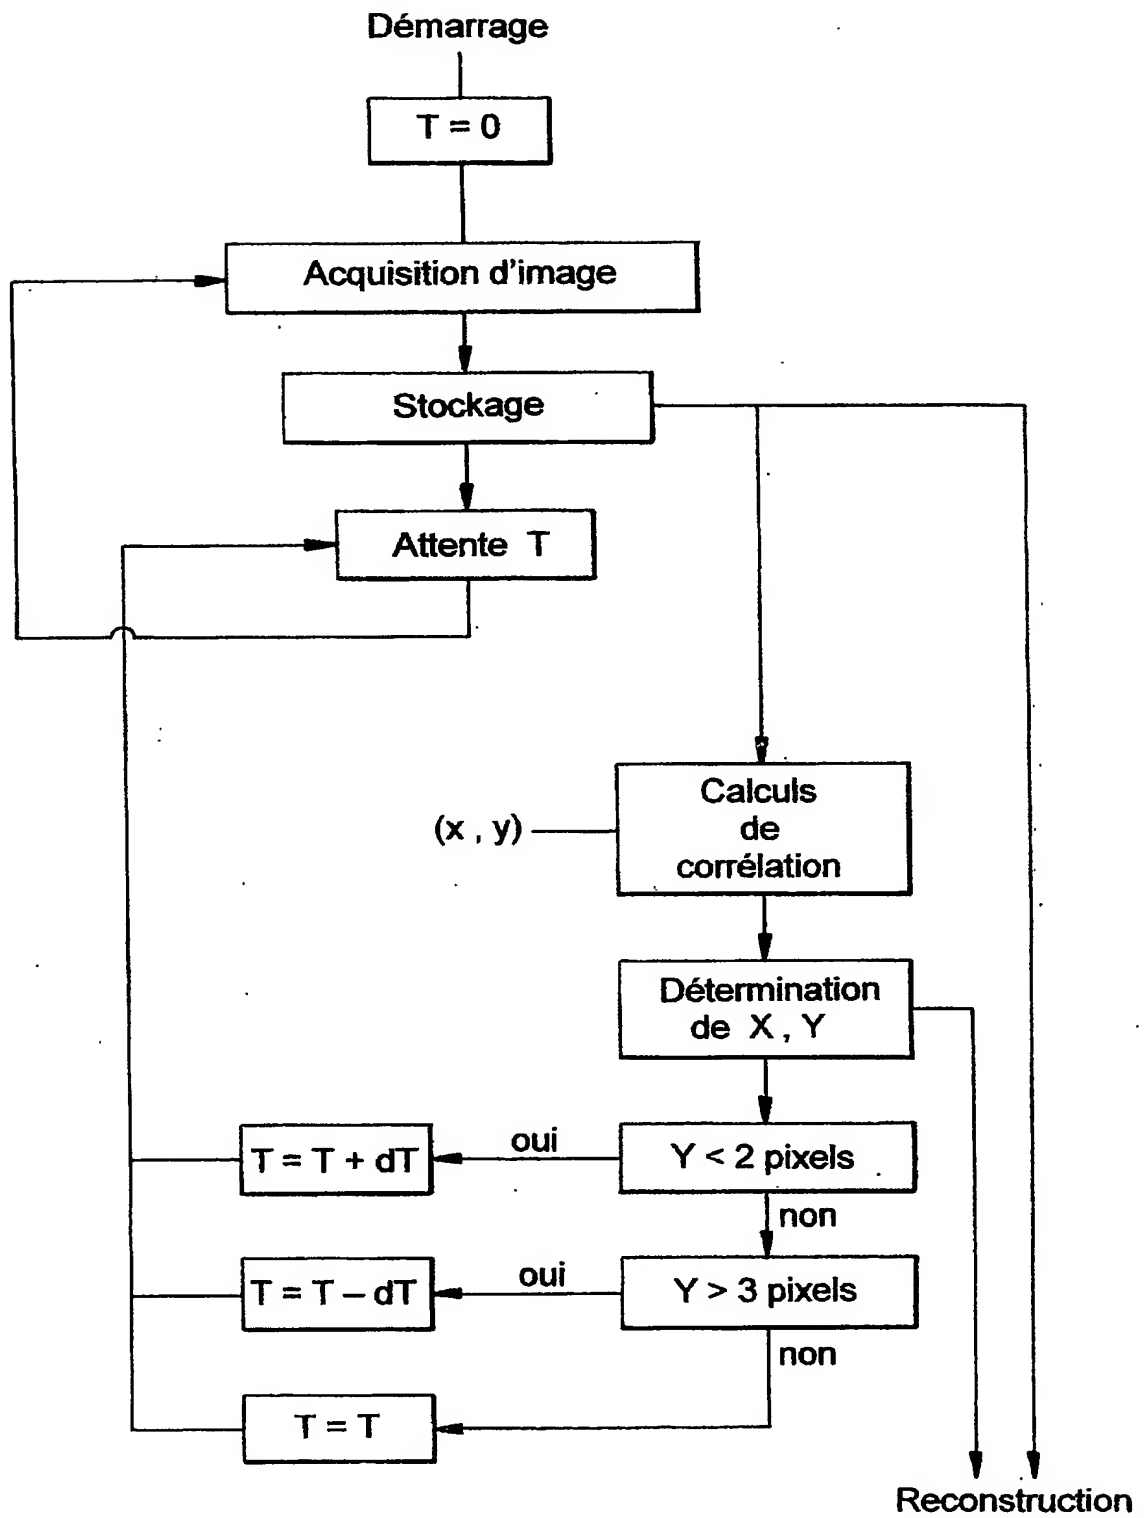 Démarrage
T = 0
Acquisition d'image
Stockage
Attente T
Calculs
de
corrélation
(x , y)
Détermination
de X , Y
Y < 2 pixels
oui
T = T + dT
non
Y > 3 pixels
oui
T = T – dT
non
T = T
Reconstruction